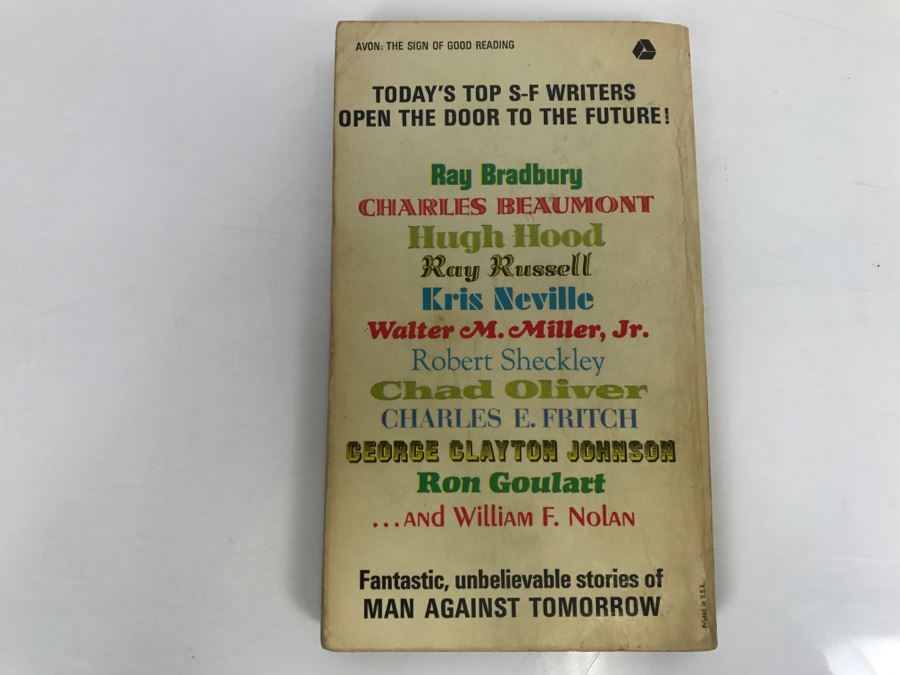 AVON: THE SIGN OF GOOD READING
TODAY'S TOP S-F WRITERS
OPEN THE DOOR TO THE FUTURE!
Ray Bradbury
CHARLES BEAUMONT
Hugh Hood
Ray Russell
Kris Neville
Walter M. Miller, Jr.
Robert Sheckley
Chad Oliver
CHARLES E. FRITCH
GEORGE CLAYTON JOHNSON
Ron Goulart
...and William F. Nolan
Fantastic, unbelievable stories of
MAN AGAINST TOMORROW
Printed in U.S.A.